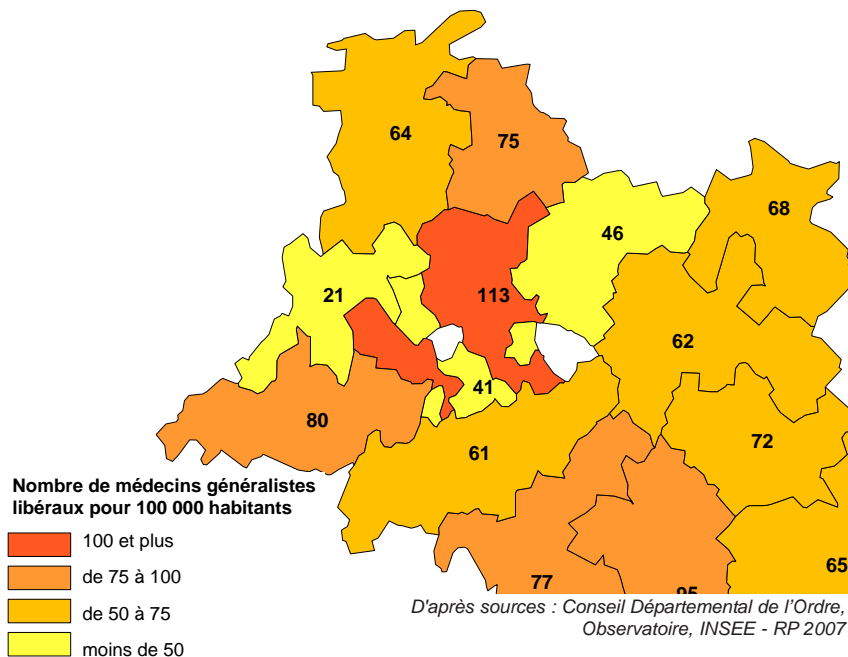 64
75
68
46
21
113
62
41
80
72
61
Nombre de médecins généralistes
libéraux pour 100 000 habitants
100 et plus
de 75 à 100
de 50 à 75
moins de 50
65
77
95
D'après sources : Conseil Départemental de l'Ordre,
Observatoire, INSEE - RP 2007